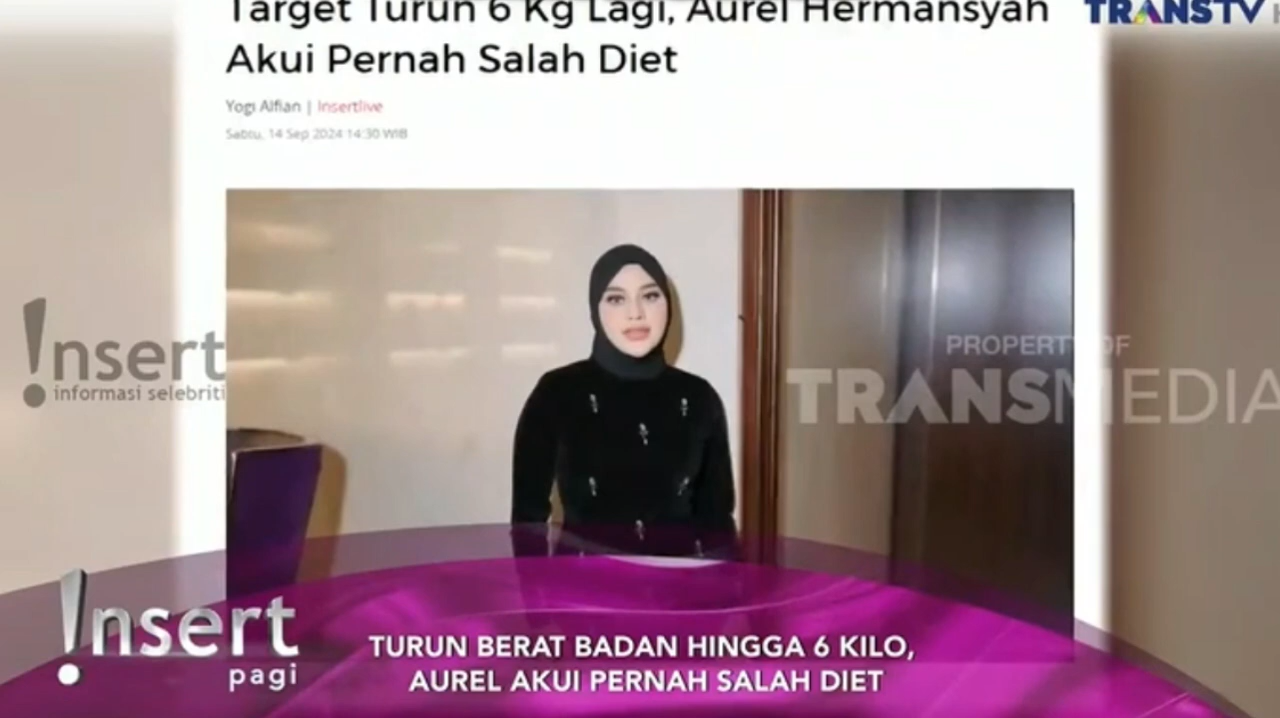 Target Turun 6 Kg Lagi, Aurel Hermansyah
Akui Pernah Salah Diet
Yogi Alfian | Insertlive
Sabtu, 14 Sep 2024 14:30 WIB
TRANSTV
!nsert
informasi selebriti
PROPERTY OF
TRANSMEDIA
!nsert
pagi
TURUN BERAT BADAN HINGGA 6 KILO,
AUREL AKUI PERNAH SALAH DIET